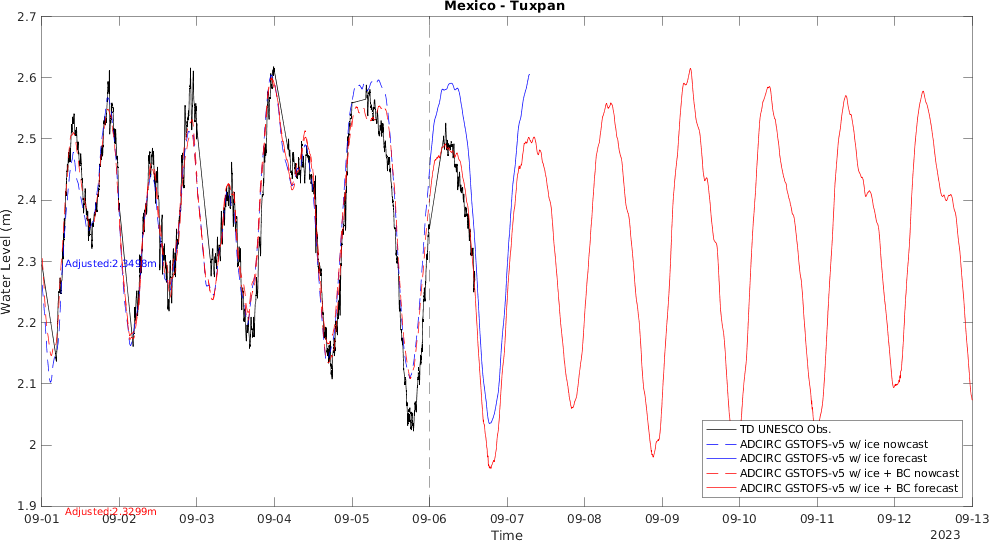 Mexico - Tuxpan
2.7
2.6
2.5
2.4
2.3
2.2
2.1
2
1.9
Water Level (m)
Adjusted:2.3498m
Adjusted:2.3299m
TD UNESCO Obs.
ADCIRC GSTOFS-v5 w/ ice nowcast
ADCIRC GSTOFS-v5 w/ ice forecast
ADCIRC GSTOFS-v5 w/ ice + BC nowcast
ADCIRC GSTOFS-v5 w/ ice + BC forecast
09-01 09-02 09-03 09-04 09-05 09-06 09-07 09-08 09-09 09-10 09-11 09-12 09-13
Time
2023